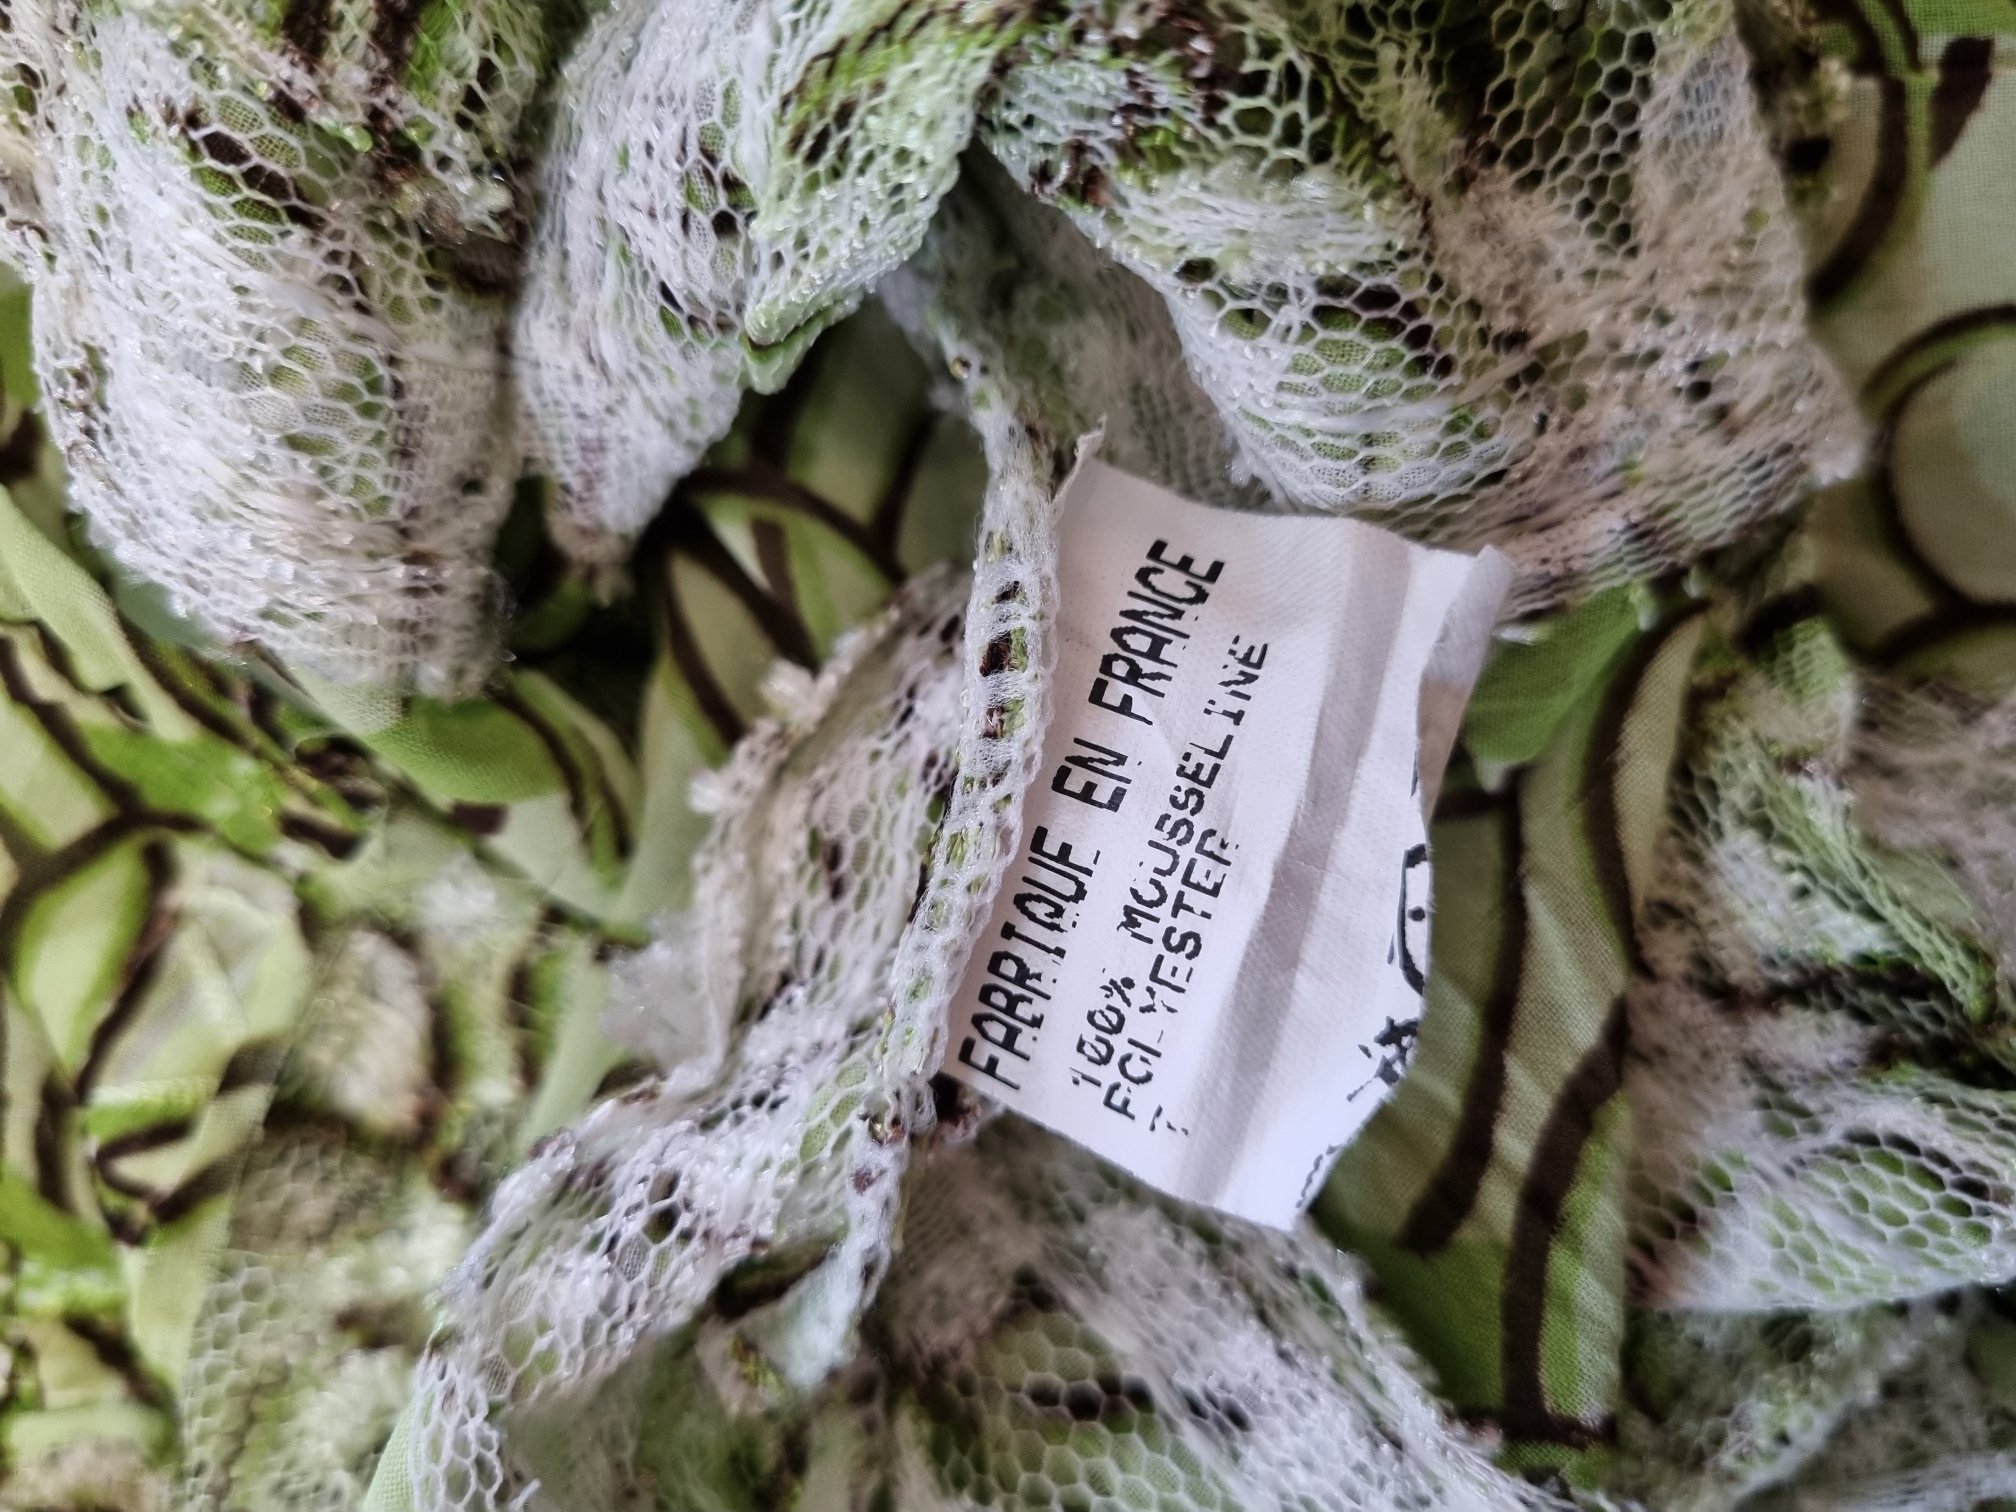 FABRIQUE EN FRANCE
100% MOUSSELINE
POLYESTER